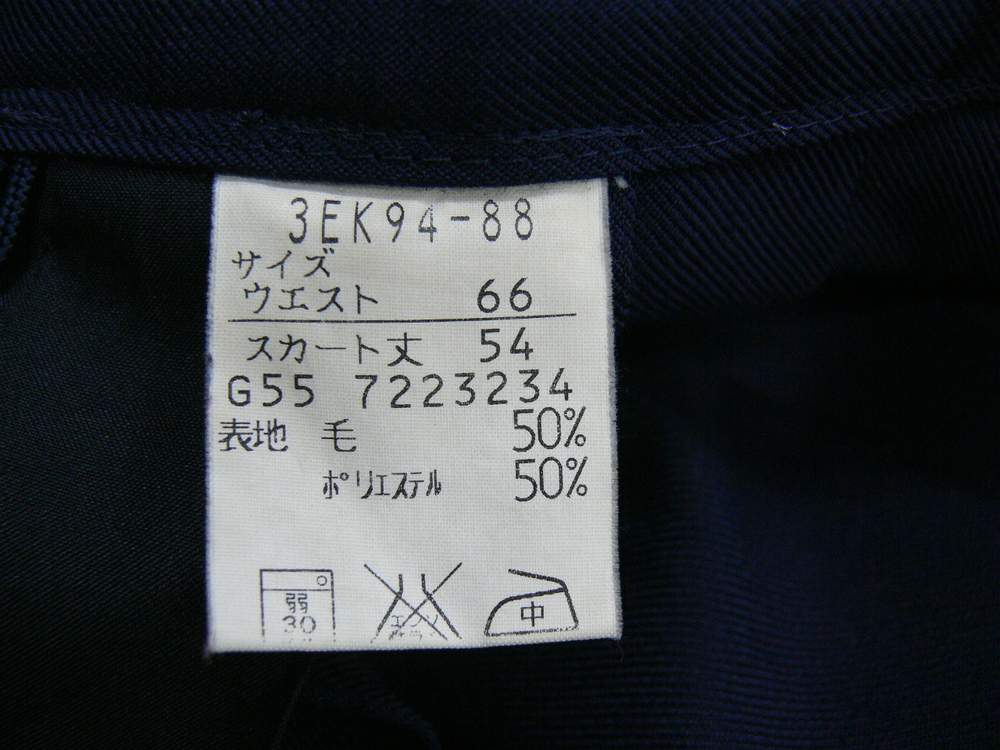 3EK94-88
サイズ
ウエスト 66
スカート丈 54
G55 7223234
表地 毛 50%
ポリエステル 50%
弱
30
中